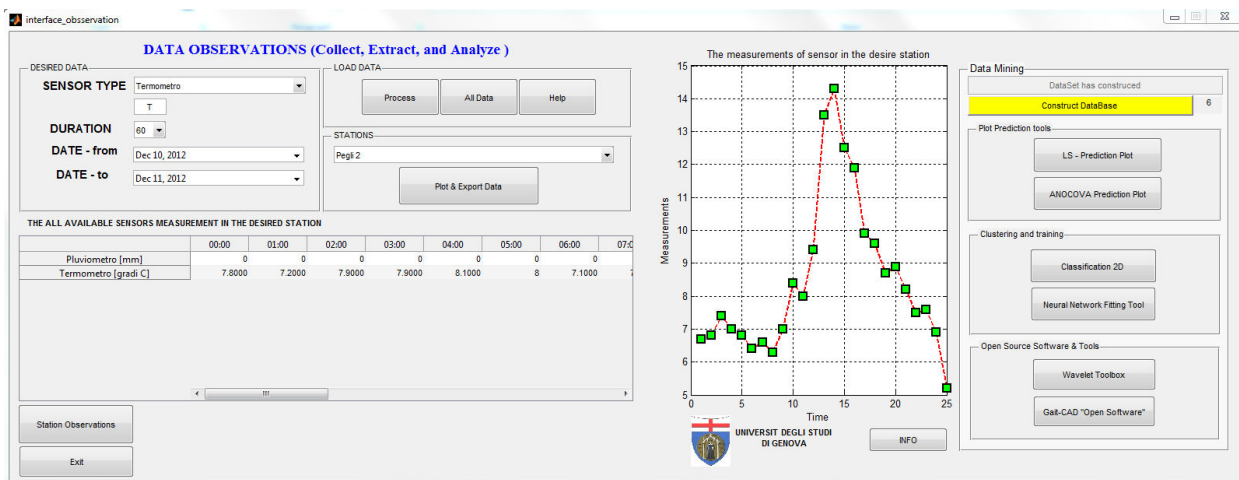 interface_obsservation
DATA OBSERVATIONS (Collect, Extract, and Analyze )
DESIRED DATA
SENSOR TYPE Termometro
T
DURATION 60
DATE - from Dec 10, 2012
DATE - to Dec 11, 2012
LOAD DATA
Process All Data Help
STATIONS
Pegli 2
Plot & Export Data
THE ALL AVAILABLE SENSORS MEASUREMENT IN THE DESIRED STATION
00:00 01:00 02:00 03:00 04:00 05:00 06:00 07:0
Pluviometro [mm] 0 0 0 0 0 0 0
Termometro [gradi C] 7.8000 7.2000 7.9000 7.9000 8.1000 8 7.1000
Station Observations
Exit
The measurements of sensor in the desire station
Measurements
15
14
13
12
11
10
9
8
7
6
5
0 5 10 15 20 25
Time
UNIVERSIT DEGLI STUDI
DI GENOVA
INFO
Data Mining
DataSet has construced
Construct DataBase 6
Plot Prediction tools
LS - Prediction Plot
ANOCOVA Prediction Plot
Clustering and training
Classification 2D
Neural Network Fitting Tool
Open Source Software & Tools
Wavelet Toolbox
Gait-CAD "Open Software"